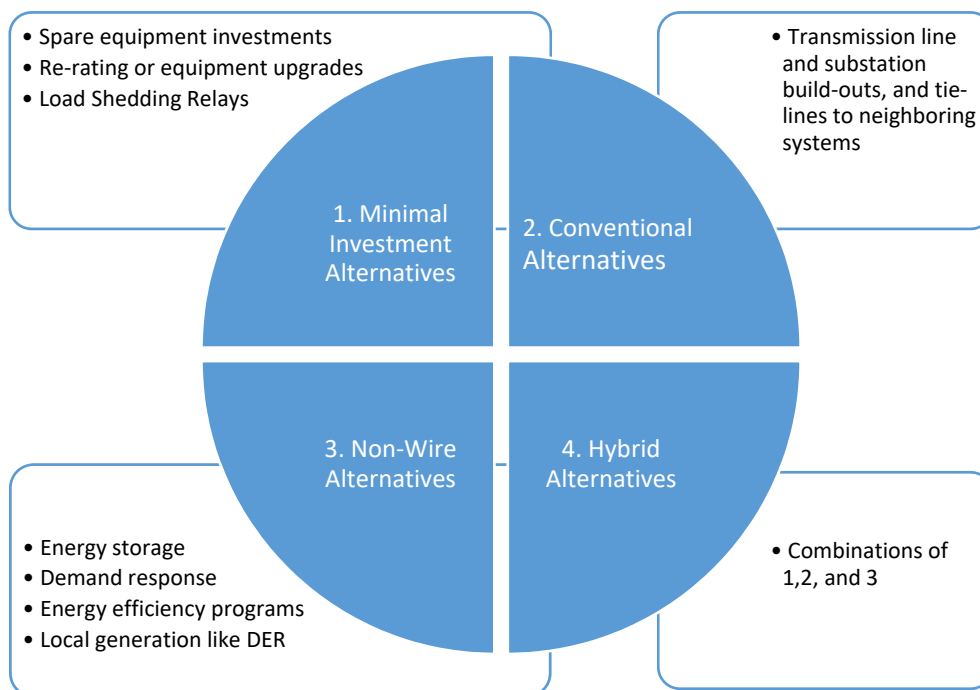 • Spare equipment investments
• Re-rating or equipment upgrades
• Load Shedding Relays
• Transmission line
and substation
build-outs, and tie-
lines to neighboring
systems
1. Minimal
Investment
Alternatives
2. Conventional
Alternatives
3. Non-Wire
Alternatives
4. Hybrid
Alternatives
• Energy storage
• Demand response
• Energy efficiency programs
• Local generation like DER
• Combinations of
1,2, and 3